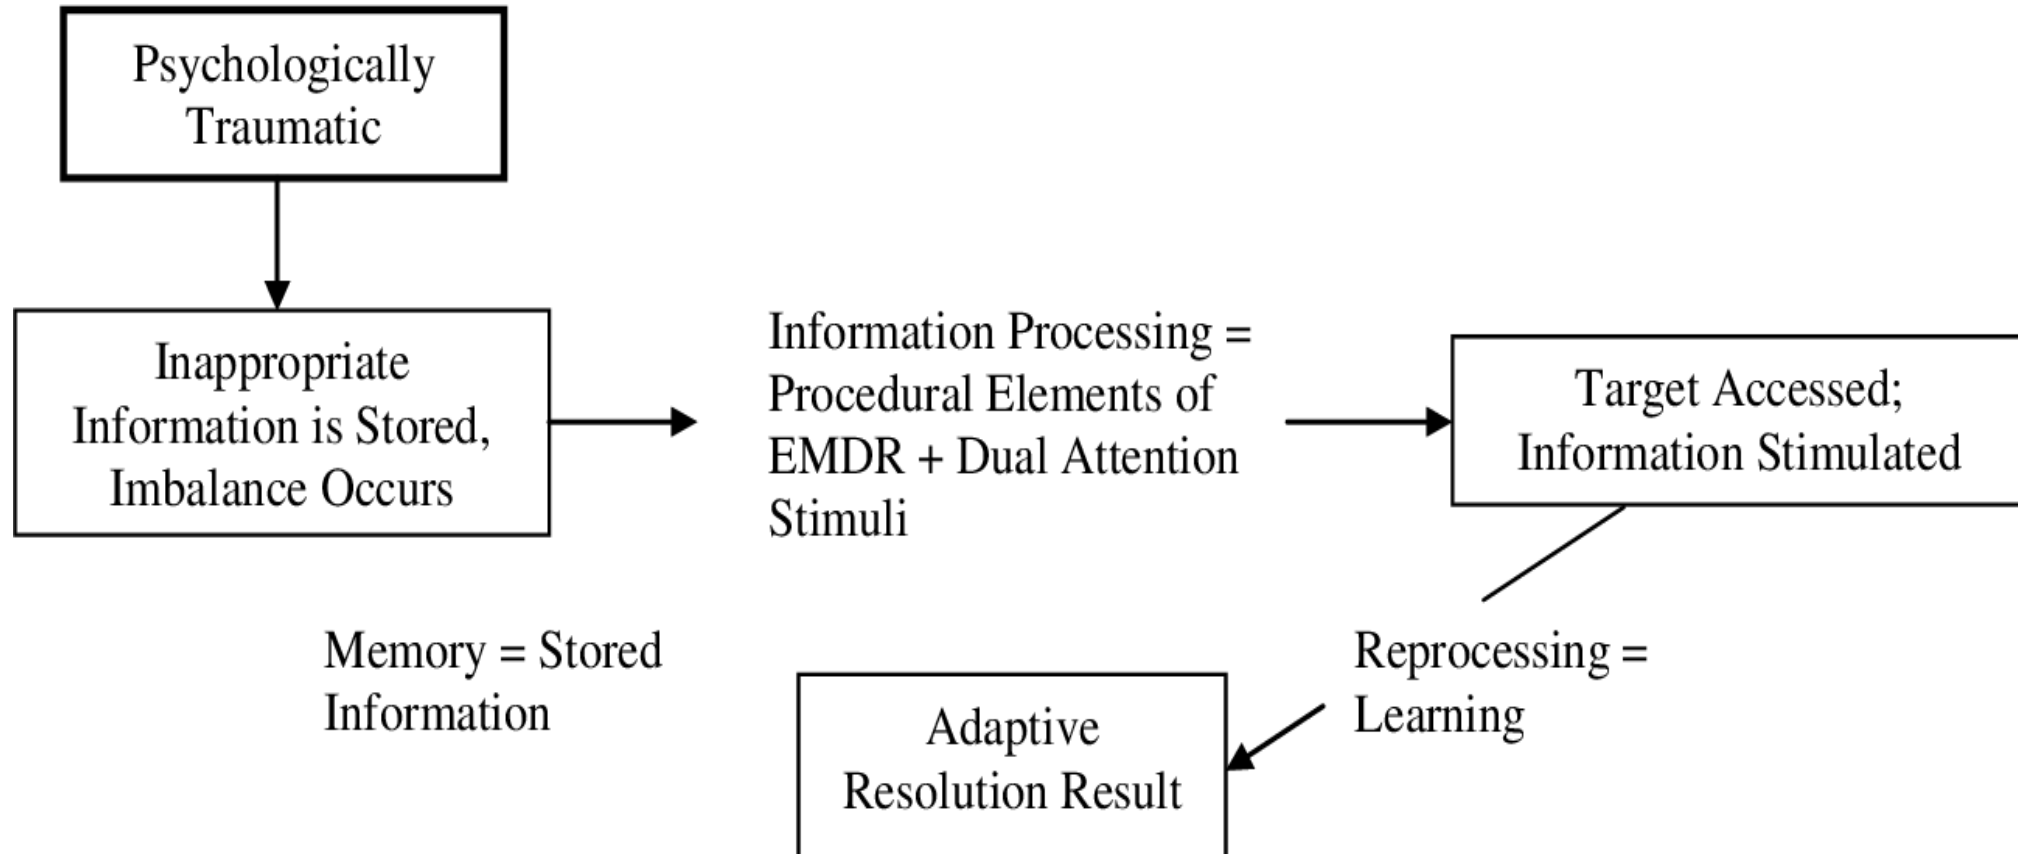 Psychologically
Traumatic
Inappropriate
Information is Stored,
Imbalance Occurs
Information Processing =
Procedural Elements of
EMDR + Dual Attention
Stimuli
Target Accessed;
Information Stimulated
Memory = Stored
Information
Reprocessing =
Learning
Adaptive
Resolution Result